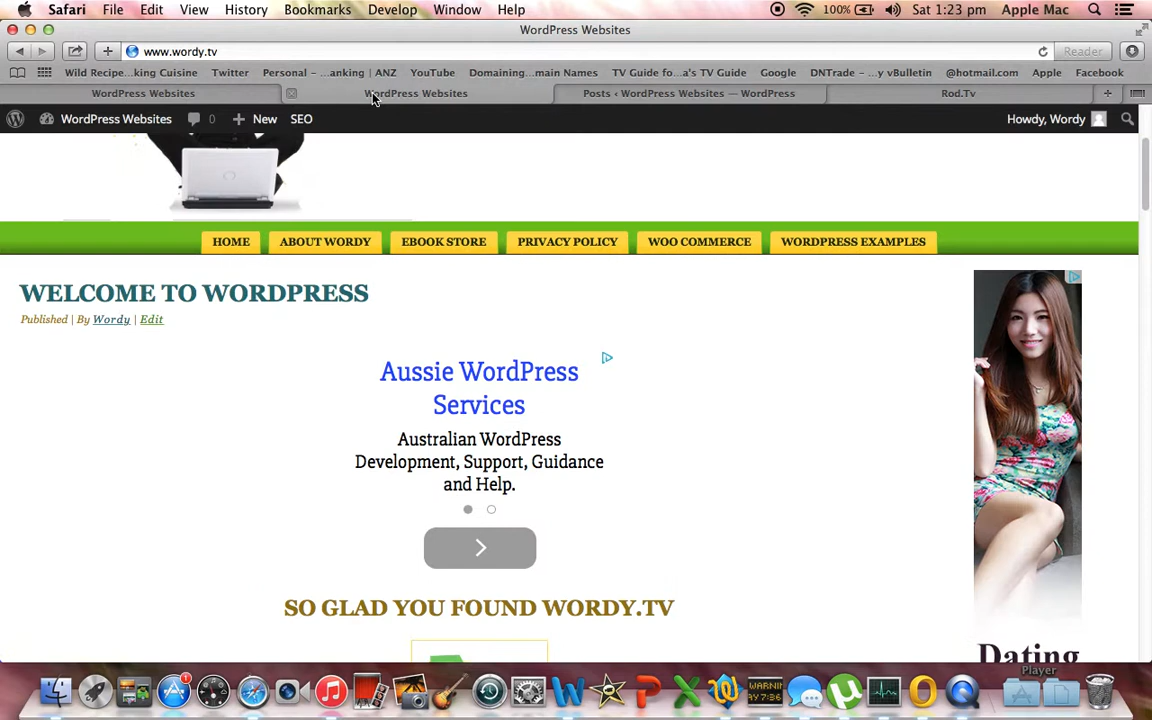 Safari File Edit View History Bookmarks Develop Window Help 100% Sat 1:23 pm Apple Mac
WordPress Websites
www.wordy.tv Reader
Wild Recipe...king Cuisine Twitter Personal – ...anking | ANZ YouTube Domaining...main Names TV Guide fo...a's TV Guide Google DNTrade – ...y vBulletin @hotmail.com Apple Facebook
WordPress Websites WordPress Websites Posts ‹ WordPress Websites — WordPress Rod.Tv
WordPress Websites 0 + New SEO Howdy, Wordy
HOME ABOUT WORDY EBOOK STORE PRIVACY POLICY WOO COMMERCE WORDPRESS EXAMPLES
WELCOME TO WORDPRESS
Published | By Wordy | Edit
Aussie WordPress
Services
Australian WordPress
Development, Support, Guidance
and Help.
SO GLAD YOU FOUND WORDY.TV
Dating
Player
1